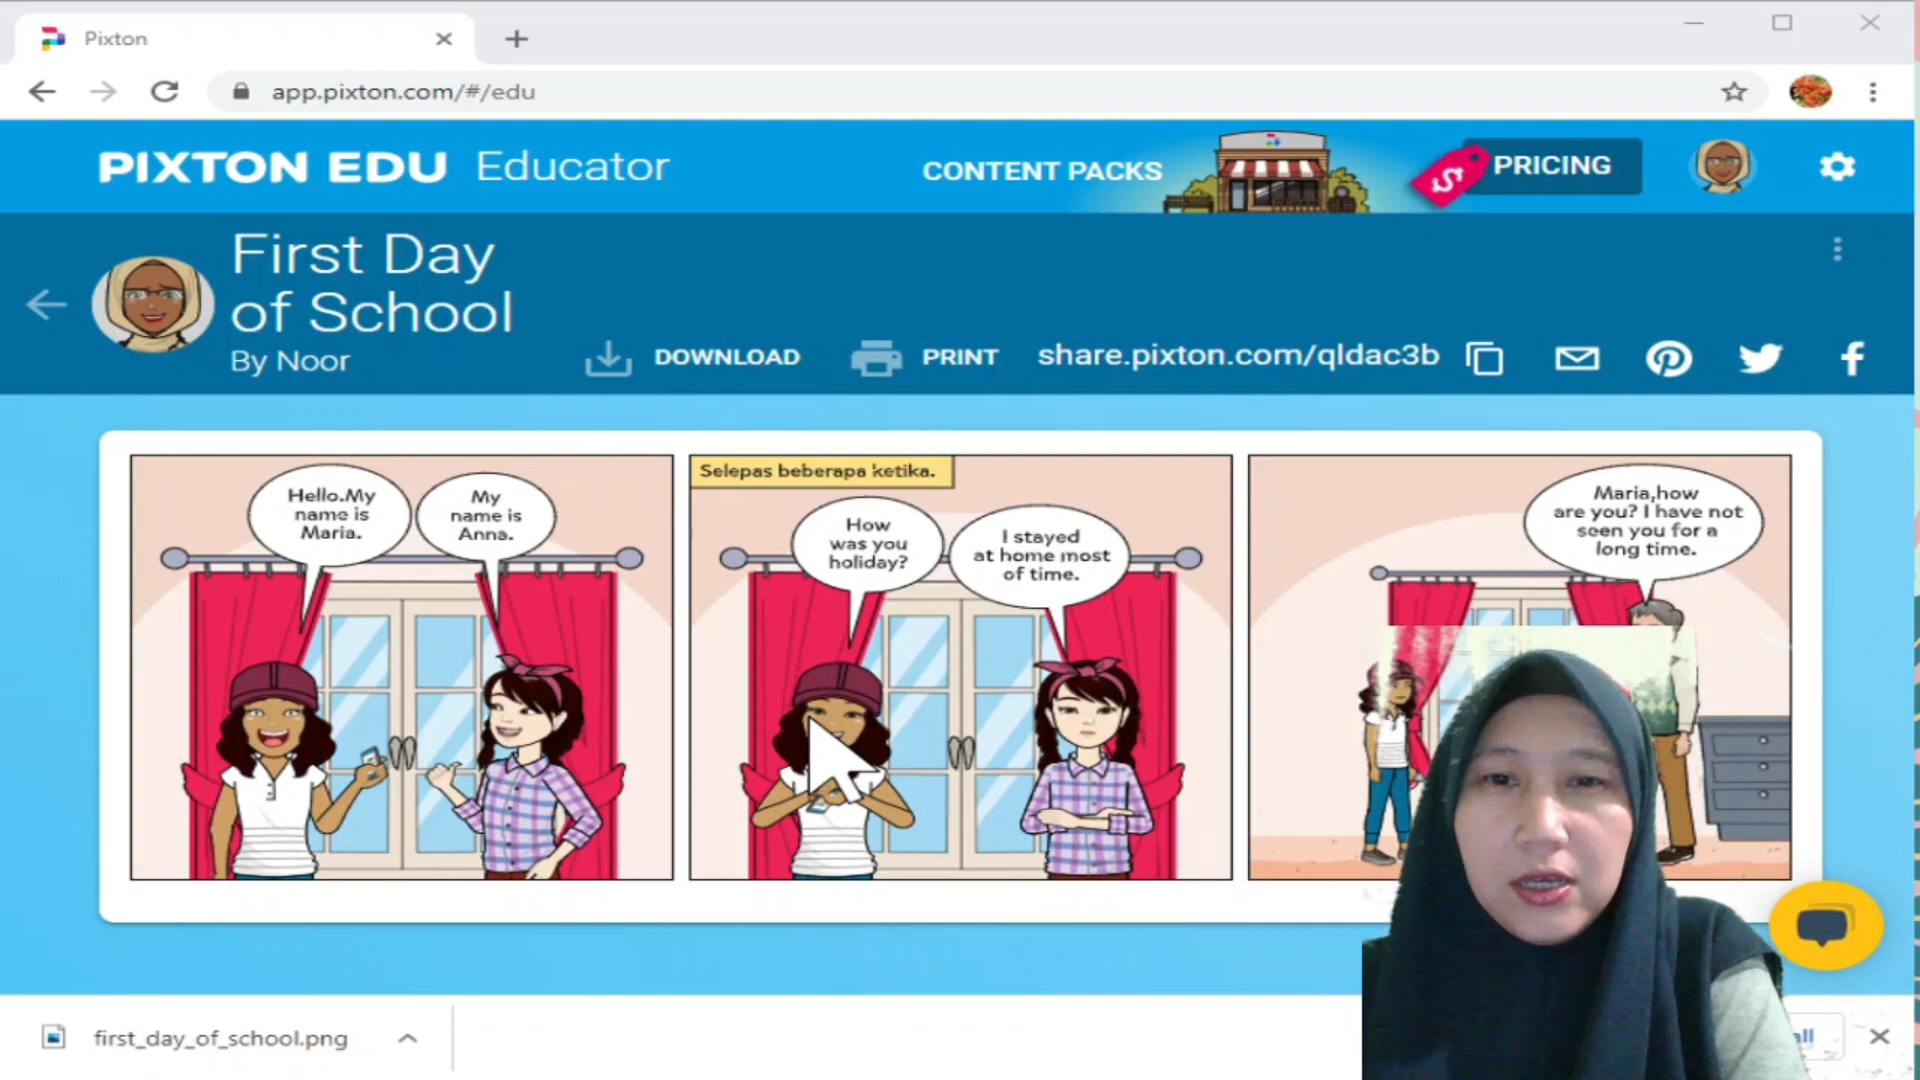 Pixton
app.pixton.com/#/edu
PIXTON EDU Educator
CONTENT PACKS
PRICING
First Day
of School
By Noor
DOWNLOAD
PRINT
share.pixton.com/qldac3b
Hello.My
name is
Maria.
My
name is
Anna.
Selepas beberapa ketika.
How
was you
holiday?
I stayed
at home most
of time.
Maria,how
are you? I have not
seen you for a
long time.
first_day_of_school.png